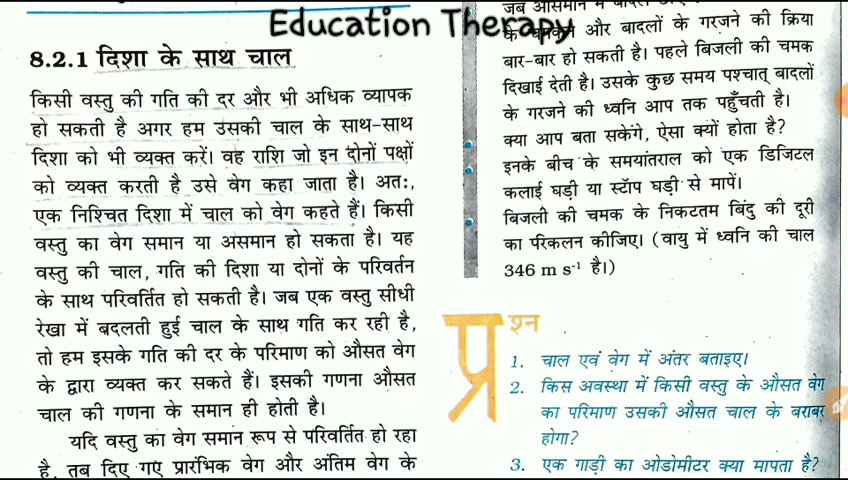 Education Therapy
8.2.1 दिशा के साथ चाल
किसी वस्तु की गति की दर और भी अधिक व्यापक
हो सकती है अगर हम उसकी चाल के साथ-साथ
दिशा को भी व्यक्त करें। वह राशि जो इन दोनों पक्षों
को व्यक्त करती है उसे वेग कहा जाता है। अतः,
एक निश्चित दिशा में चाल को वेग कहते हैं। किसी
वस्तु का वेग समान या असमान हो सकता है। यह
वस्तु की चाल, गति की दिशा या दोनों के परिवर्तन
के साथ परिवर्तित हो सकती है। जब एक वस्तु सीधी
रेखा में बदलती हुई चाल के साथ गति कर रही है,
तो हम इसके गति की दर के परिमाण को औसत वेग
के द्वारा व्यक्त कर सकते हैं। इसकी गणना औसत
चाल की गणना के समान ही होती है।
यदि वस्तु का वेग समान रूप से परिवर्तित हो रहा
है, तब दिए गए प्रारंभिक वेग और अंतिम वेग के
जब आसमान में
के और बादलों के गरजने की क्रिया
बार-बार हो सकती है। पहले बिजली की चमक
दिखाई देती है। उसके कुछ समय पश्चात् बादलों
के गरजने की ध्वनि आप तक पहुँचती है।
क्या आप बता सकेंगे, ऐसा क्यों होता है?
इनके बीच के समयांतराल को एक डिजिटल
कलाई घड़ी या स्टॉप घड़ी से मापें।
बिजली की चमक के निकटतम बिंदु की दूरी
का परिकलन कीजिए। (वायु में ध्वनि की चाल
346 m s⁻¹ है।)
प्रश्न
1. चाल एवं वेग में अंतर बताइए।
2. किस अवस्था में किसी वस्तु के औसत वेग
का परिमाण उसकी औसत चाल के बराबर
होगा?
3. एक गाड़ी का ओडोमीटर क्या मापता है?